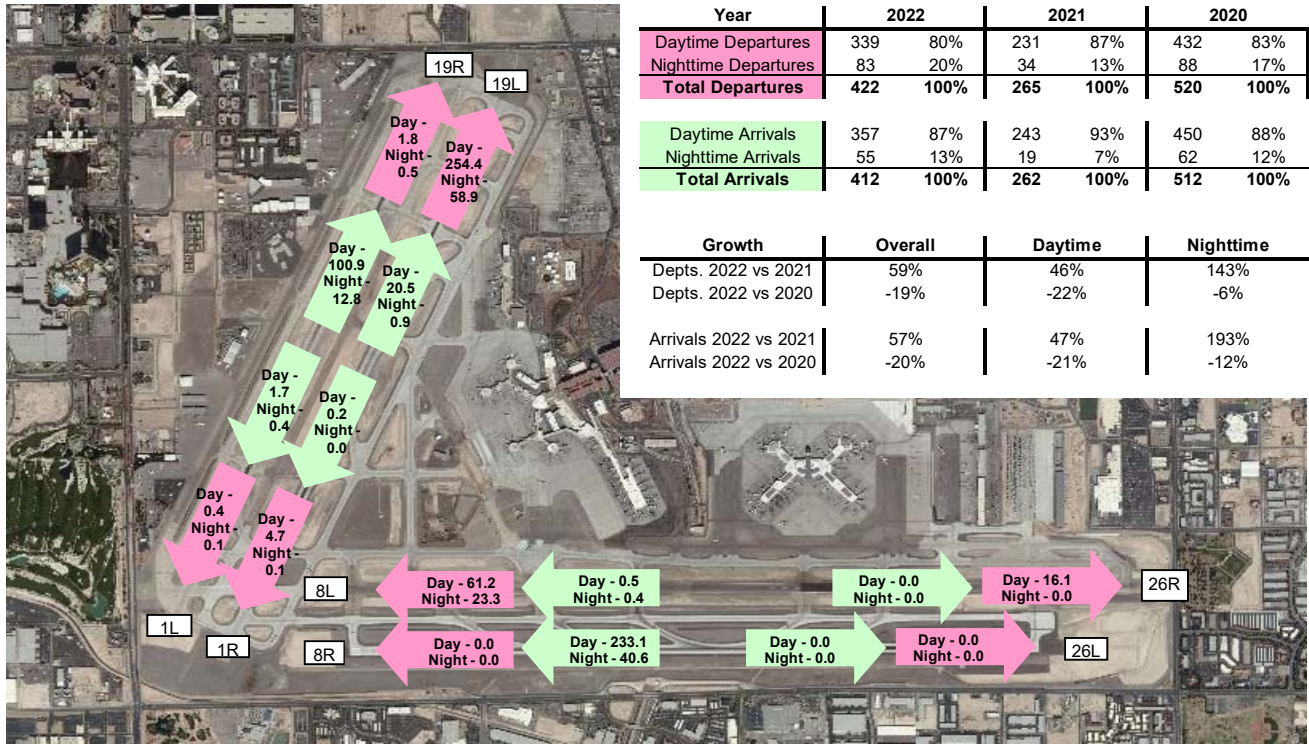 Year 2022 2021 2020
Daytime Departures 339 80% 231 87% 432 83%
Nighttime Departures 83 20% 34 13% 88 17%
Total Departures 422 100% 265 100% 520 100%
Daytime Arrivals 357 87% 243 93% 450 88%
Nighttime Arrivals 55 13% 19 7% 62 12%
Total Arrivals 412 100% 262 100% 512 100%
Growth Overall Daytime Nighttime
Depts. 2022 vs 2021 59% 46% 143%
Depts. 2022 vs 2020 -19% -22% -6%
Arrivals 2022 vs 2021 57% 47% 193%
Arrivals 2022 vs 2020 -20% -21% -12%
19R
19L
Day -
1.8
Night -
0.5
Day -
254.4
Night -
58.9
Day -
100.9
Night -
12.8
Day -
20.5
Night -
0.9
Day -
1.7
Night -
0.4
Day -
0.2
Night -
0.0
Day -
0.4
Night -
0.1
Day -
4.7
Night -
0.1
8L
Day - 61.2
Night - 23.3
Day - 0.5
Night - 0.4
Day - 0.0
Night - 0.0
Day - 16.1
Night - 0.0
26R
1L
1R
8R
Day - 0.0
Night - 0.0
Day - 233.1
Night - 40.6
Day - 0.0
Night - 0.0
Day - 0.0
Night - 0.0
26L